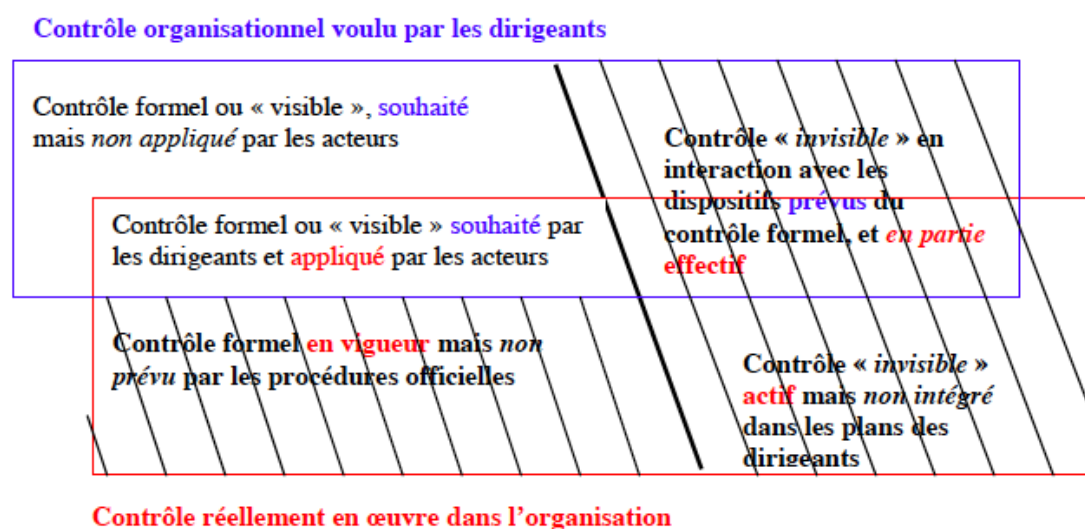 Contrôle organisationnel voulu par les dirigeants
Contrôle formel ou « visible », souhaité
mais non appliqué par les acteurs
Contrôle « invisible » en
interaction avec les
dispositifs prévus du
contrôle formel, et en partie
effectif
Contrôle formel ou « visible » souhaité par
les dirigeants et appliqué par les acteurs
Contrôle formel en vigueur mais non
prévu par les procédures officielles
Contrôle « invisible »
actif mais non intégré
dans les plans des
dirigeants
Contrôle réellement en œuvre dans l’organisation